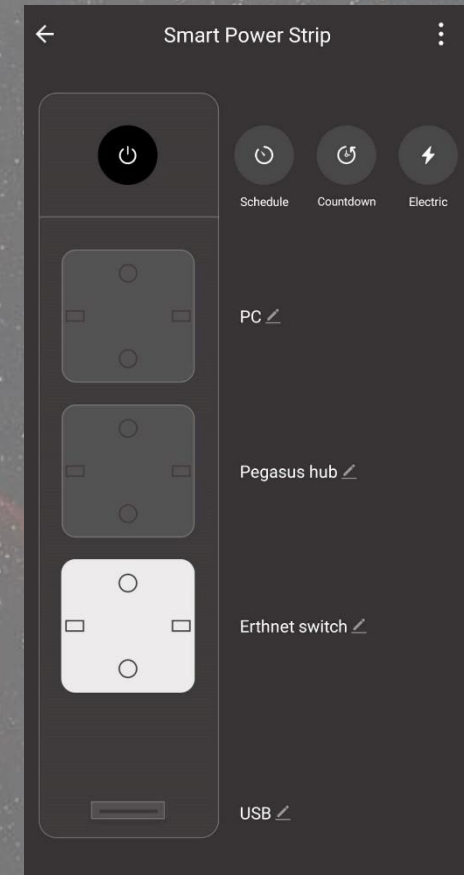 Smart Power Strip
Schedule Countdown Electric
PC
Pegasus hub
Erthnet switch
USB